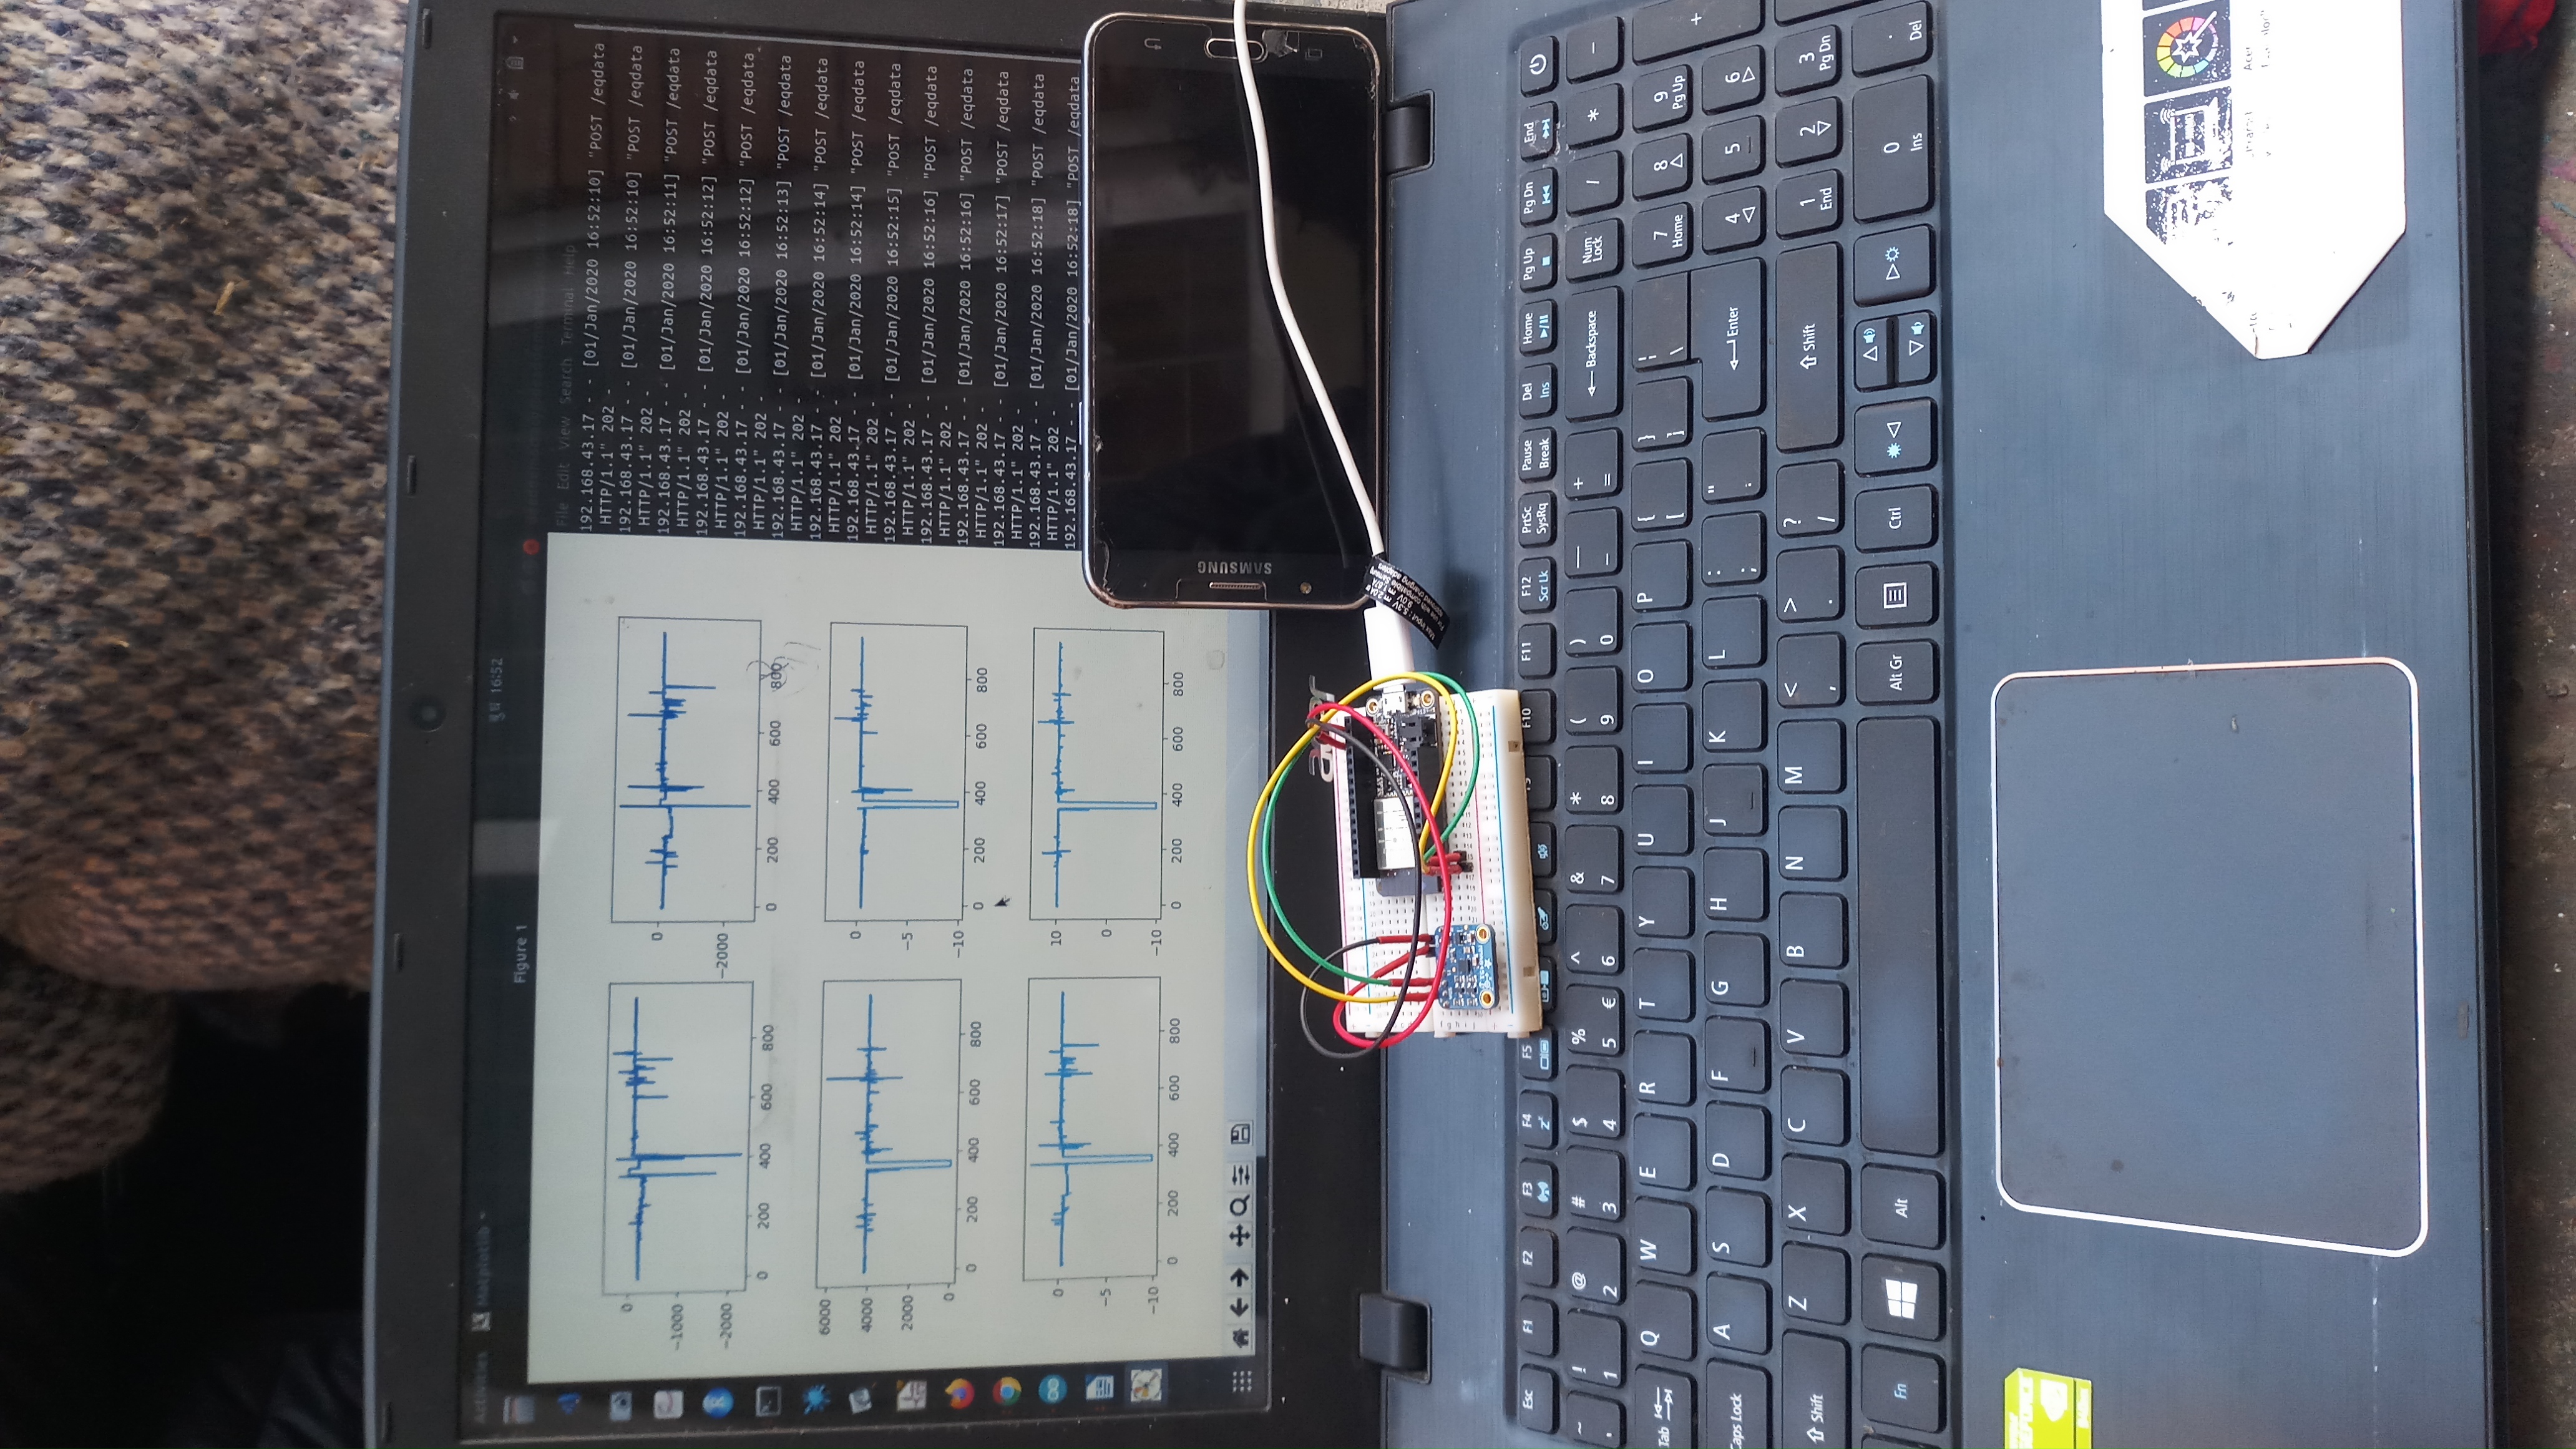 Activities
Matplotlib
बुध 16:52
Figure 1
0
−1000
−2000
0 200 400 600 800
0
−2000
0 200 400 600 800
6000
4000
2000
0
0 200 400 600 800
0
−5
−10
0 200 400 600 800
0
−5
−10
0 200 400 600 800
10
0
−10
0 200 400 600 800
File Edit View Search Terminal Help
192.168.43.17 - - [01/Jan/2020 16:52:10] "POST /eqdata
HTTP/1.1" 202 -
192.168.43.17 - - [01/Jan/2020 16:52:10] "POST /eqdata
HTTP/1.1" 202 -
192.168.43.17 - - [01/Jan/2020 16:52:11] "POST /eqdata
HTTP/1.1" 202 -
192.168.43.17 - - [01/Jan/2020 16:52:12] "POST /eqdata
HTTP/1.1" 202 -
192.168.43.17 - - [01/Jan/2020 16:52:12] "POST /eqdata
HTTP/1.1" 202 -
192.168.43.17 - - [01/Jan/2020 16:52:13] "POST /eqdata
HTTP/1.1" 202 -
192.168.43.17 - - [01/Jan/2020 16:52:14] "POST /eqdata
HTTP/1.1" 202 -
192.168.43.17 - - [01/Jan/2020 16:52:14] "POST /eqdata
HTTP/1.1" 202 -
192.168.43.17 - - [01/Jan/2020 16:52:15] "POST /eqdata
HTTP/1.1" 202 -
192.168.43.17 - - [01/Jan/2020 16:52:16] "POST /eqdata
HTTP/1.1" 202 -
192.168.43.17 - - [01/Jan/2020 16:52:16] "POST /eqdata
HTTP/1.1" 202 -
192.168.43.17 - - [01/Jan/2020 16:52:17] "POST /eqdata
HTTP/1.1" 202 -
192.168.43.17 - - [01/Jan/2020 16:52:18] "POST /eqdata
HTTP/1.1" 202 -
192.168.43.17 - - [01/Jan/2020 16:52:18] "POST /eqdata
SAMSUNG
acer
Esc F1 F2 F3 F4 F5 F10 F11 F12 PrtSc Pause Del Home Pg Up Pg Dn End
Scr Lk SysRq Break Ins
~ ! @ # $ % ^ & * ( ) — + Backspace Num Lock / * −
1 2 3 4 5 € 6 7 8 9 0 − =
Tab Q W E R T Y U I O P { [ } ] ¦ \ 7 Home 8 9 Pg Up +
Caps Lock A S D F G H J K L : ; " Enter 4 5 6
Shift Z X C V B N M < , > . ? / Shift 1 End 2 3 Pg Dn
Fn Alt Alt Gr Ctrl 0 Ins . Del
GEFORCE
Acer